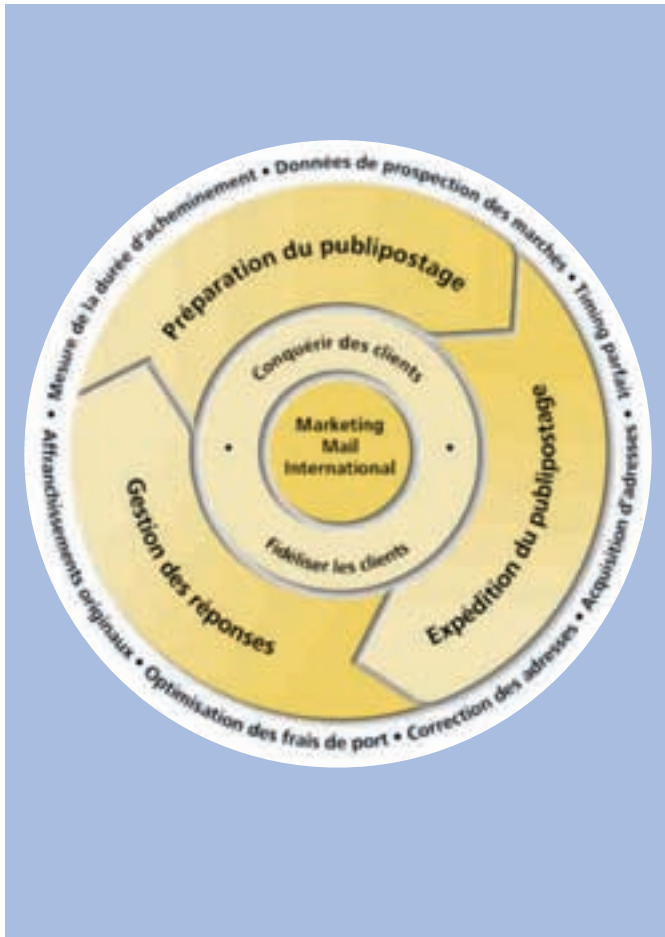 Mesure de la durée d'acheminement • Données de prospection des marchés • Timing parfait • Acquisition d'adresses • Correction des adresses • Optimisation des frais de port • Affranchissements originaux •
Préparation du publipostage
Expédition du publipostage
Gestion des réponses
Conquérir des clients
•
•
Fidéliser les clients
Marketing
Mail
International